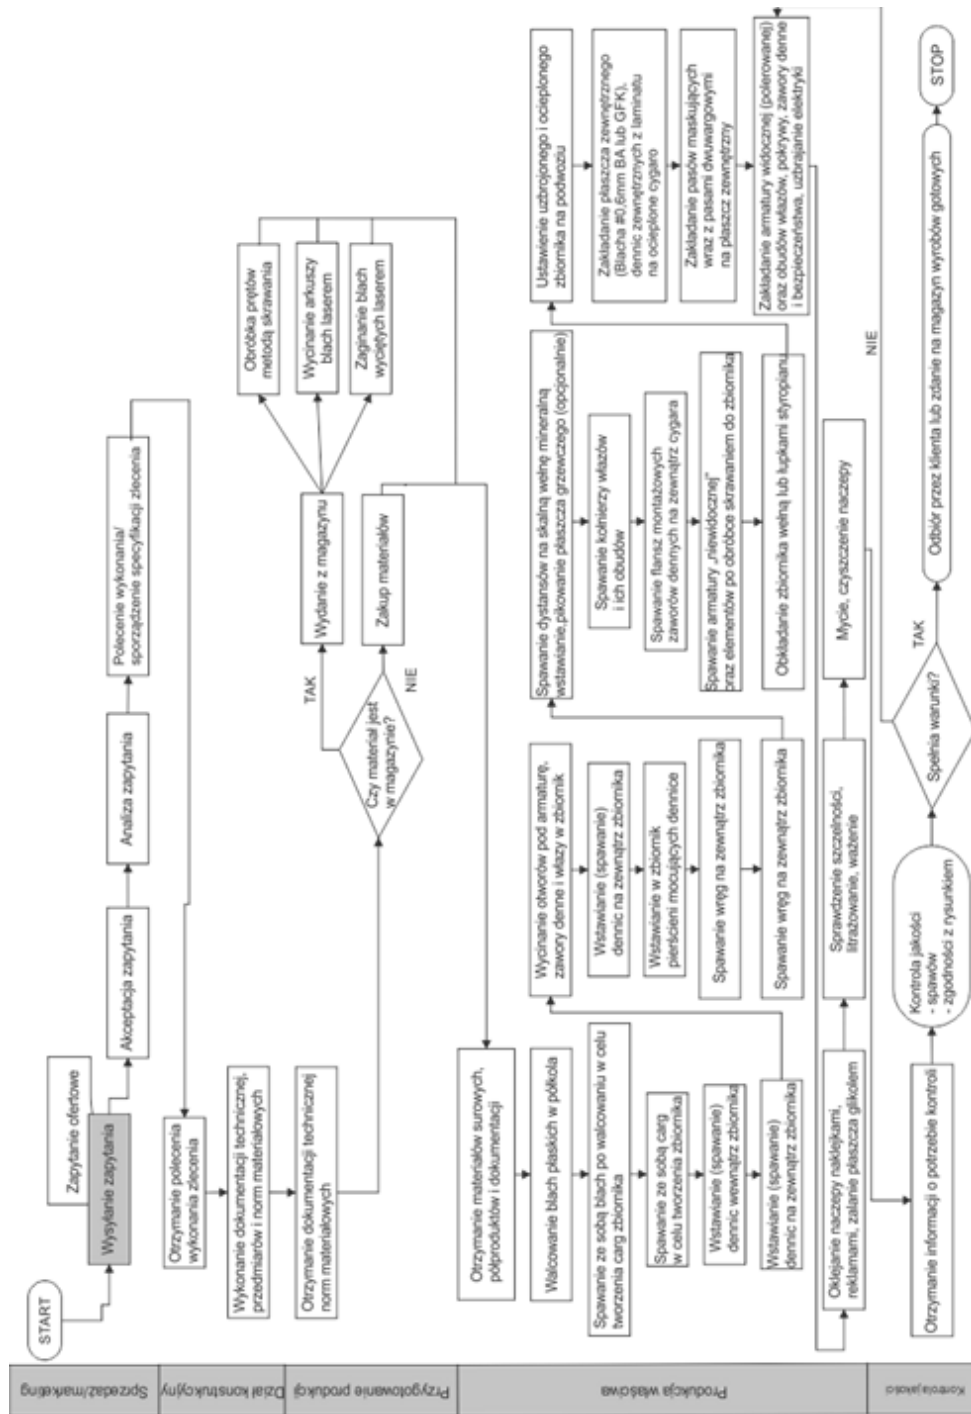 START
Zapytanie ofertowe
Wysyłanie zapytania
Akceptacja zapytania
Analiza zapytania
Polecenie wykonania/
sporządzenie specyfikacji zlecenia
Sprzedaż/marketing
Otrzymanie polecenia
wykonania zlecenia
Wykonanie dokumentacji technicznej,
przedmiarów i norm materiałowych
Dział konstrukcyjny
Otrzymanie dokumentacji technicznej
norm materiałowych
Czy materiał jest
w magazynie?
TAK
NIE
Wydanie z magazynu
Zakup materiałów
Obróbka prętów
metodą skrawania
Wycinanie arkuszy
blach laserem
Zaginanie blach
wyciętych laserem
Przygotowanie produkcji
Otrzymanie materiałów surowych,
półproduktów i dokumentacji
Walcowanie blach płaskich w półkola
Spawanie ze sobą blach po walcowaniu w celu
tworzenia carg zbiornika
Spawanie ze sobą carg
w celu tworzenia zbiornika
Wstawianie (spawanie)
dennic wewnątrz zbiornika
Wstawianie (spawanie)
dennic na zewnątrz zbiornika
Wycinanie otworów pod armaturę,
zawory denne i włazy w zbiornik
Wstawianie (spawanie)
dennic na zewnątrz zbiornika
Wstawianie w zbiornik
pierścieni mocujących dennice
Spawanie wręg na zewnątrz zbiornika
Spawanie wręg na zewnątrz zbiornika
Spawanie dystansów na skalną wełnę mineralną
wstawianie,pikowanie płaszcza grzewczego (opcjonalnie)
Spawanie kołnierzy włazów
i ich obudów
Spawanie flansz montażowych
zaworów dennych na zewnątrz cygara
Spawanie armatury „niewidocznej”
oraz elementów po obróbce skrawaniem do zbiornika
Obkładanie zbiornika wełną lub łupkami styropianu
Ustawienie uzbrojonego i ocieplonego
zbiornika na podwoziu
Zakładanie płaszcza zewnętrznego
(Blacha #0,6mm BA lub GFK),
dennic zewnętrznych z laminatu
na ocieplone cygaro
Zakładanie pasów maskujących
wraz z pasami dwuwargowymi
na płaszcz zewnętrzny
Zakładanie armatury widocznej (polerowanej)
oraz obudów włazów, pokrywy, zawory denne
i bezpieczeństwa, uzbrajanie elektryki
Oklejanie naczepy naklejkami,
reklamami, zalanie płaszcza glikolem
Sprawdzenie szczelności,
litrażowanie, ważenie
Mycie, czyszczenie naczepy
Produkcja właściwa
Otrzymanie informacji o potrzebie kontroli
Kontrola jakości
- spawów
- zgodności z rysunkiem
Spełnia warunki?
NIE
TAK
Odbiór przez klienta lub zdanie na magazyn wyrobów gotowych
STOP
Kontrola jakości